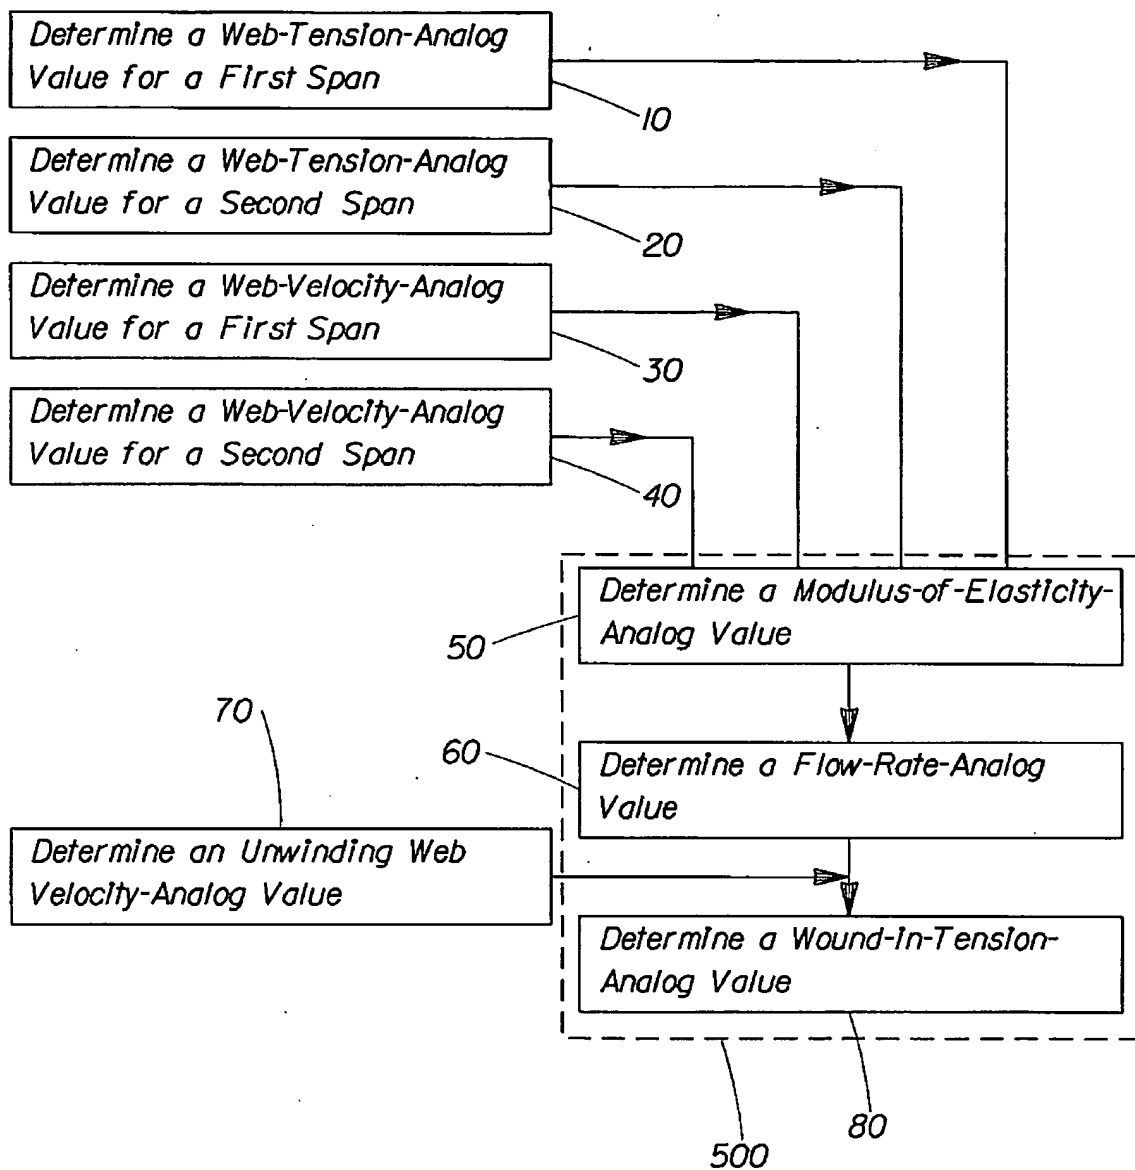 Determine a Web-Tension-Analog
Value for a First Span
10
Determine a Web-Tension-Analog
Value for a Second Span
20
Determine a Web-Velocity-Analog
Value for a First Span
30
Determine a Web-Velocity-Analog
Value for a Second Span
40
Determine a Modulus-of-Elasticity-
Analog Value
50
70
60
Determine a Flow-Rate-Analog
Value
Determine an Unwinding Web
Velocity-Analog Value
Determine a Wound-in-Tension-
Analog Value
80
500